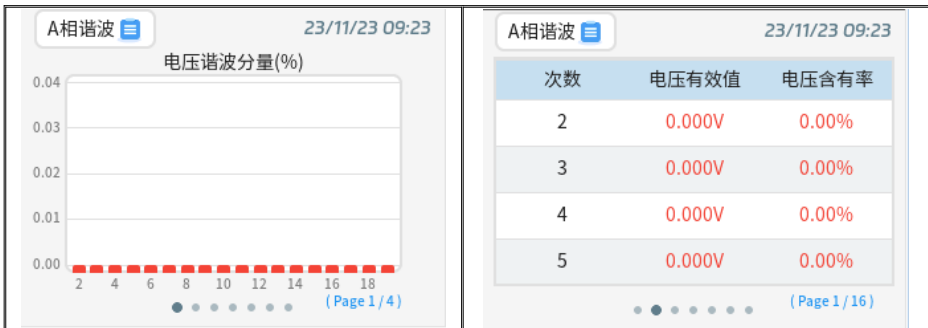 A相谐波
23/11/23 09:23
电压谐波分量(%)
0.04
0.03
0.02
0.01
0.00
2 4 6 8 10 12 14 16 18
(Page 1/4)
A相谐波
23/11/23 09:23
次数 电压有效值 电压含有率
2 0.000V 0.00%
3 0.000V 0.00%
4 0.000V 0.00%
5 0.000V 0.00%
(Page 1/16)